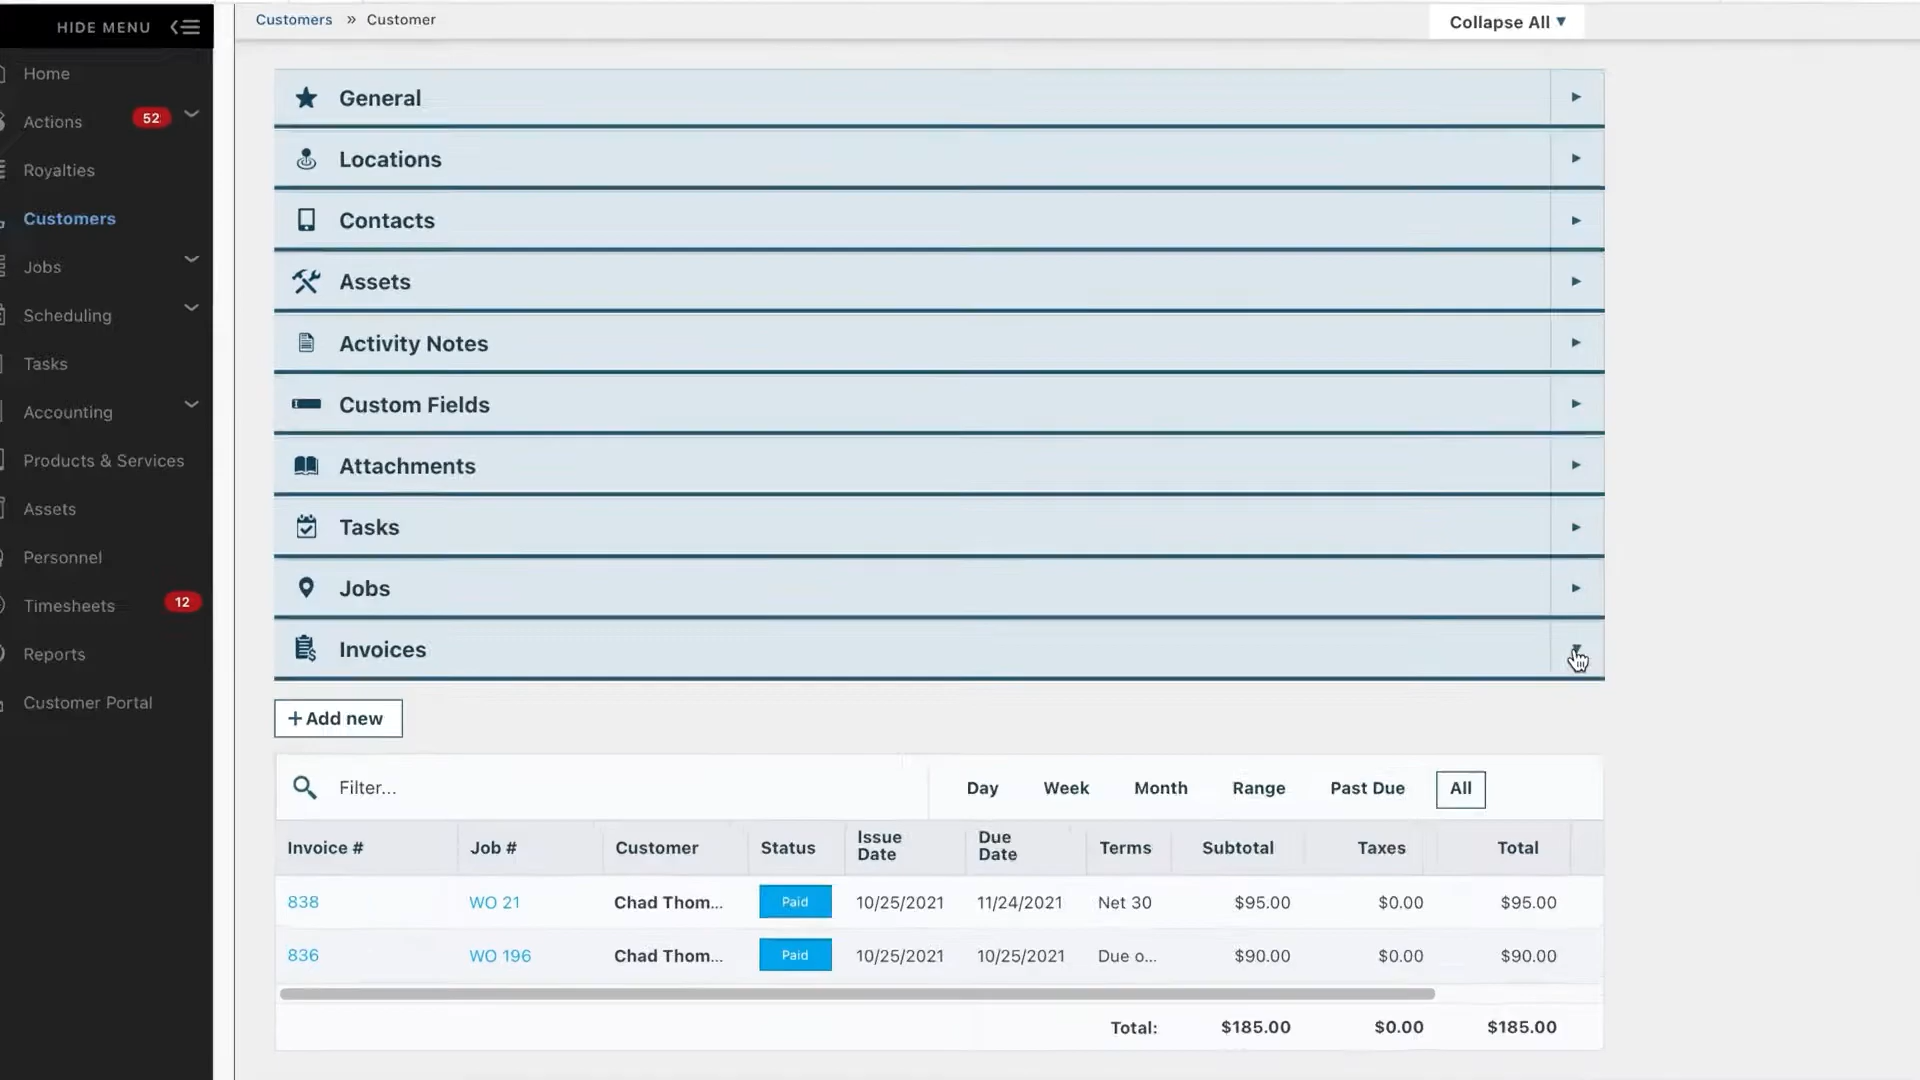 HIDE MENU
Home
Actions 52
Royalties
Customers
Jobs
Scheduling
Tasks
Accounting
Products & Services
Assets
Personnel
Timesheets 12
Reports
Customer Portal
Customers » Customer
Collapse All
General
Locations
Contacts
Assets
Activity Notes
Custom Fields
Attachments
Tasks
Jobs
Invoices
+ Add new
Filter... Day Week Month Range Past Due All
Invoice # Job # Customer Status Issue Date Due Date Terms Subtotal Taxes Total
838 WO 21 Chad Thom... Paid 10/25/2021 11/24/2021 Net 30 $95.00 $0.00 $95.00
836 WO 196 Chad Thom... Paid 10/25/2021 10/25/2021 Due o... $90.00 $0.00 $90.00
Total: $185.00 $0.00 $185.00